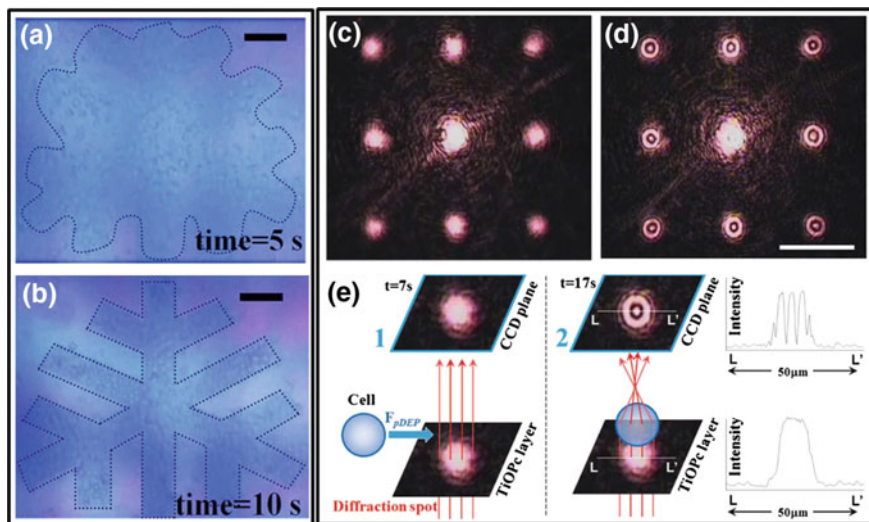 (a)
time=5 s
(b)
time=10 s
(c)
(d)
(e)
t=7s
1
CCD plane
Cell
F_pDEP
TiOPc layer
Diffraction spot
t=17s
2
L L'
CCD plane
L L'
TiOPc layer
Intensity
L L'
50μm
Intensity
L L'
50μm